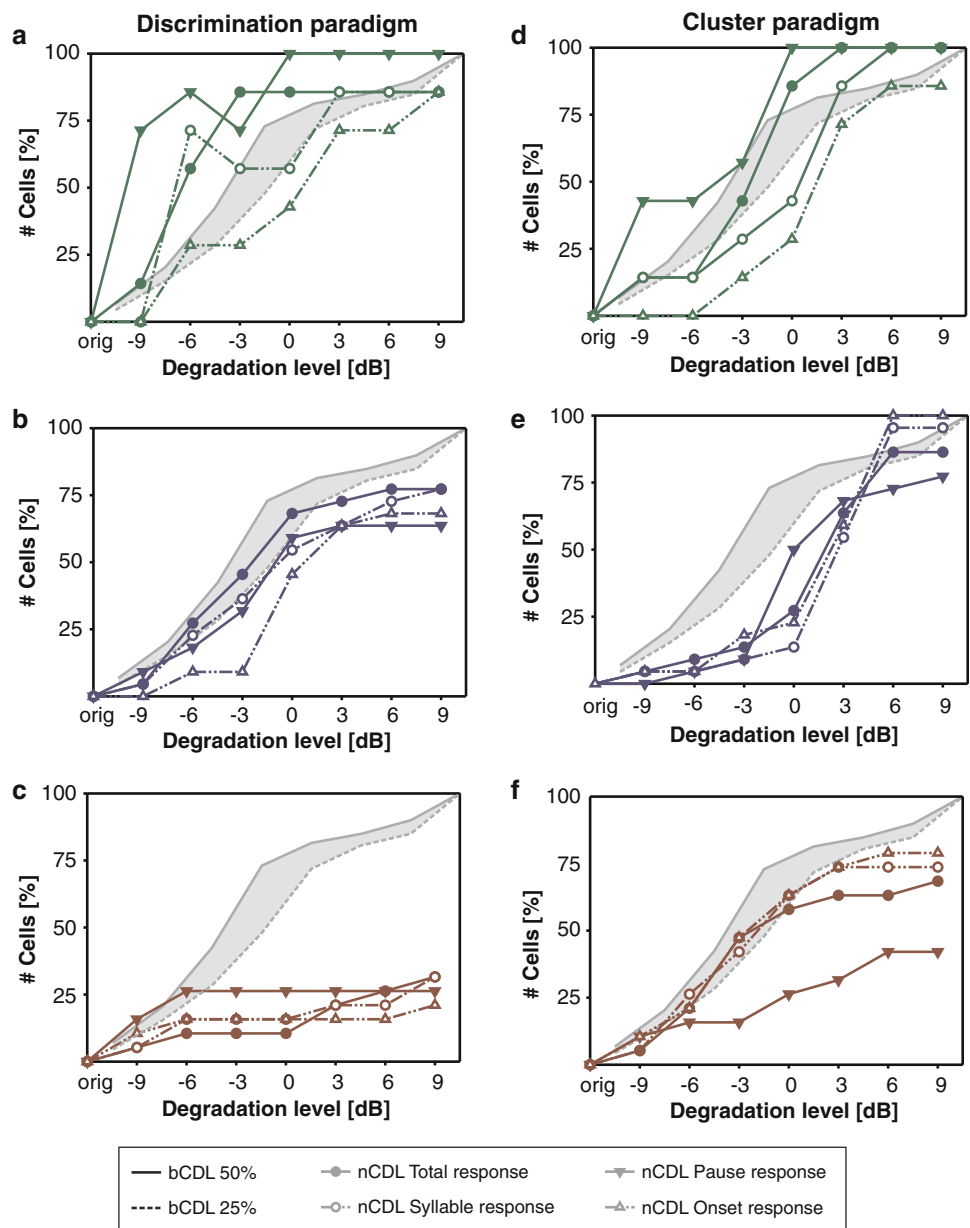 Discrimination paradigm
a
100
75
50
25
# Cells [%]
orig -9 -6 -3 0 3 6 9
Degradation level [dB]
b
100
75
50
25
# Cells [%]
orig -9 -6 -3 0 3 6 9
Degradation level [dB]
c
100
75
50
25
# Cells [%]
orig -9 -6 -3 0 3 6 9
Degradation level [dB]
Cluster paradigm
d
100
75
50
25
# Cells [%]
orig -9 -6 -3 0 3 6 9
Degradation level [dB]
e
100
75
50
25
# Cells [%]
orig -9 -6 -3 0 3 6 9
Degradation level [dB]
f
100
75
50
25
# Cells [%]
orig -9 -6 -3 0 3 6 9
Degradation level [dB]
bCDL 50% nCDL Total response nCDL Pause response
bCDL 25% nCDL Syllable response nCDL Onset response